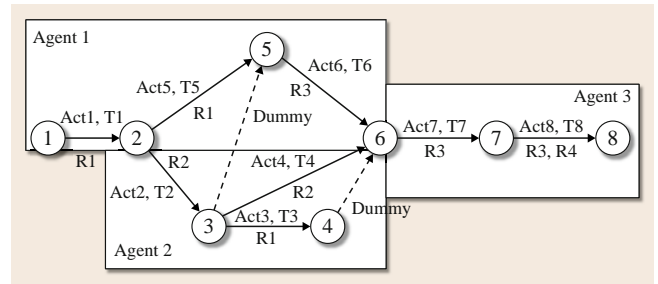 Agent 1
5
Act6, T6
Act5, T5
R3
R1
Dummy
Agent 3
Act1, T1
Act7, T7
Act8, T8
1
2
6
7
8
R1
R2
Act4, T4
R3
R3, R4
Act2, T2
R2
3
Act3, T3
4
Dummy
R1
Agent 2